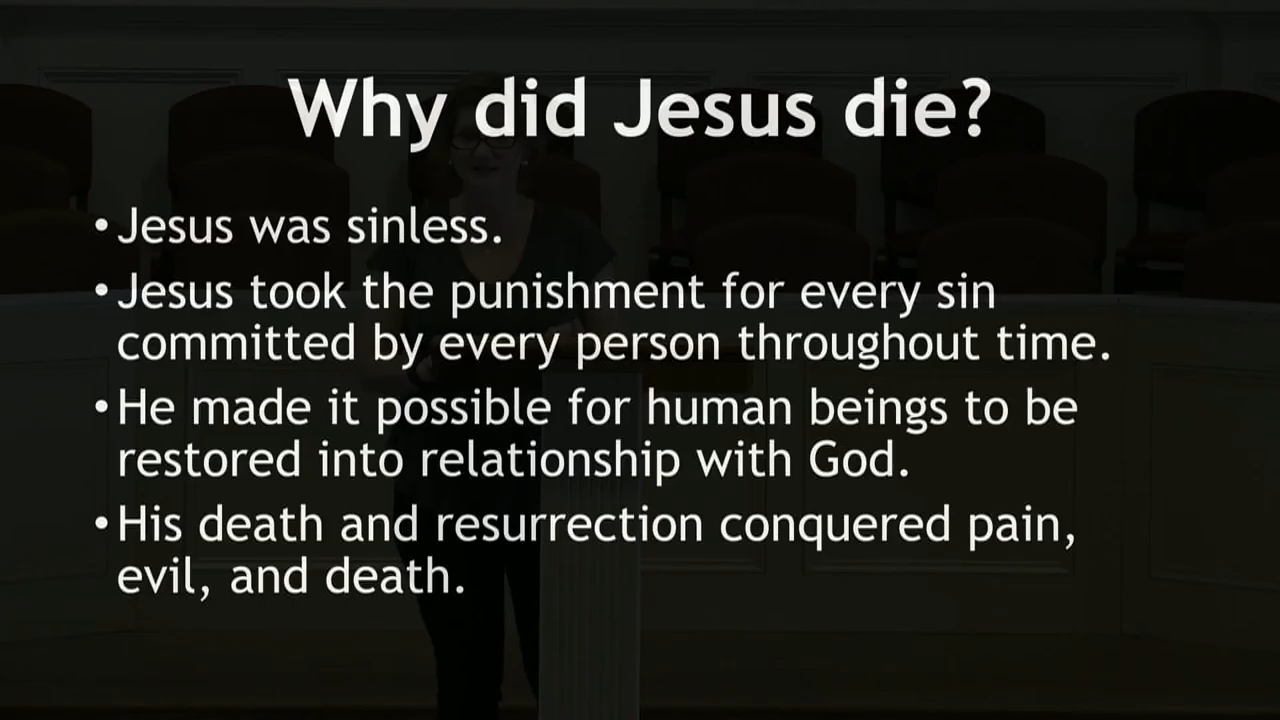 Why did Jesus die?
• Jesus was sinless.
• Jesus took the punishment for every sin
committed by every person throughout time.
• He made it possible for human beings to be
restored into relationship with God.
• His death and resurrection conquered pain,
evil, and death.